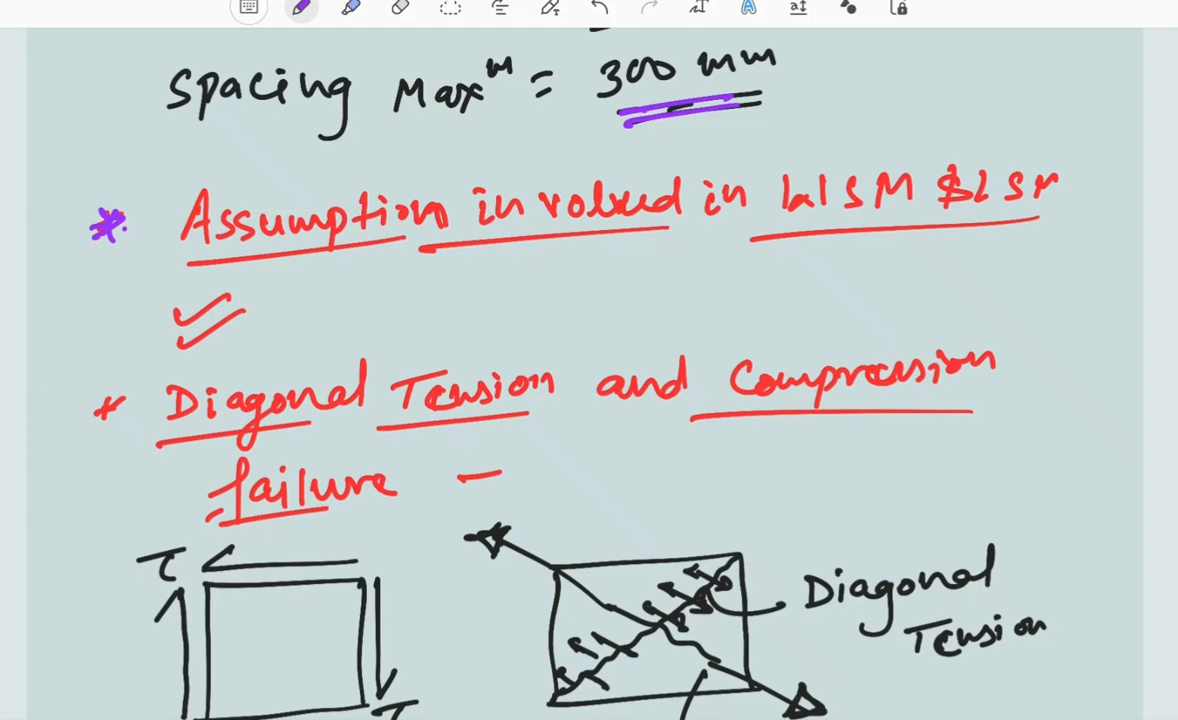 Spacing Maxᵐ = 300 mm
* Assumption involved in WSM & LSM
* Diagonal Tension and Compression
failure -
τ
Diagonal
Tension
τ